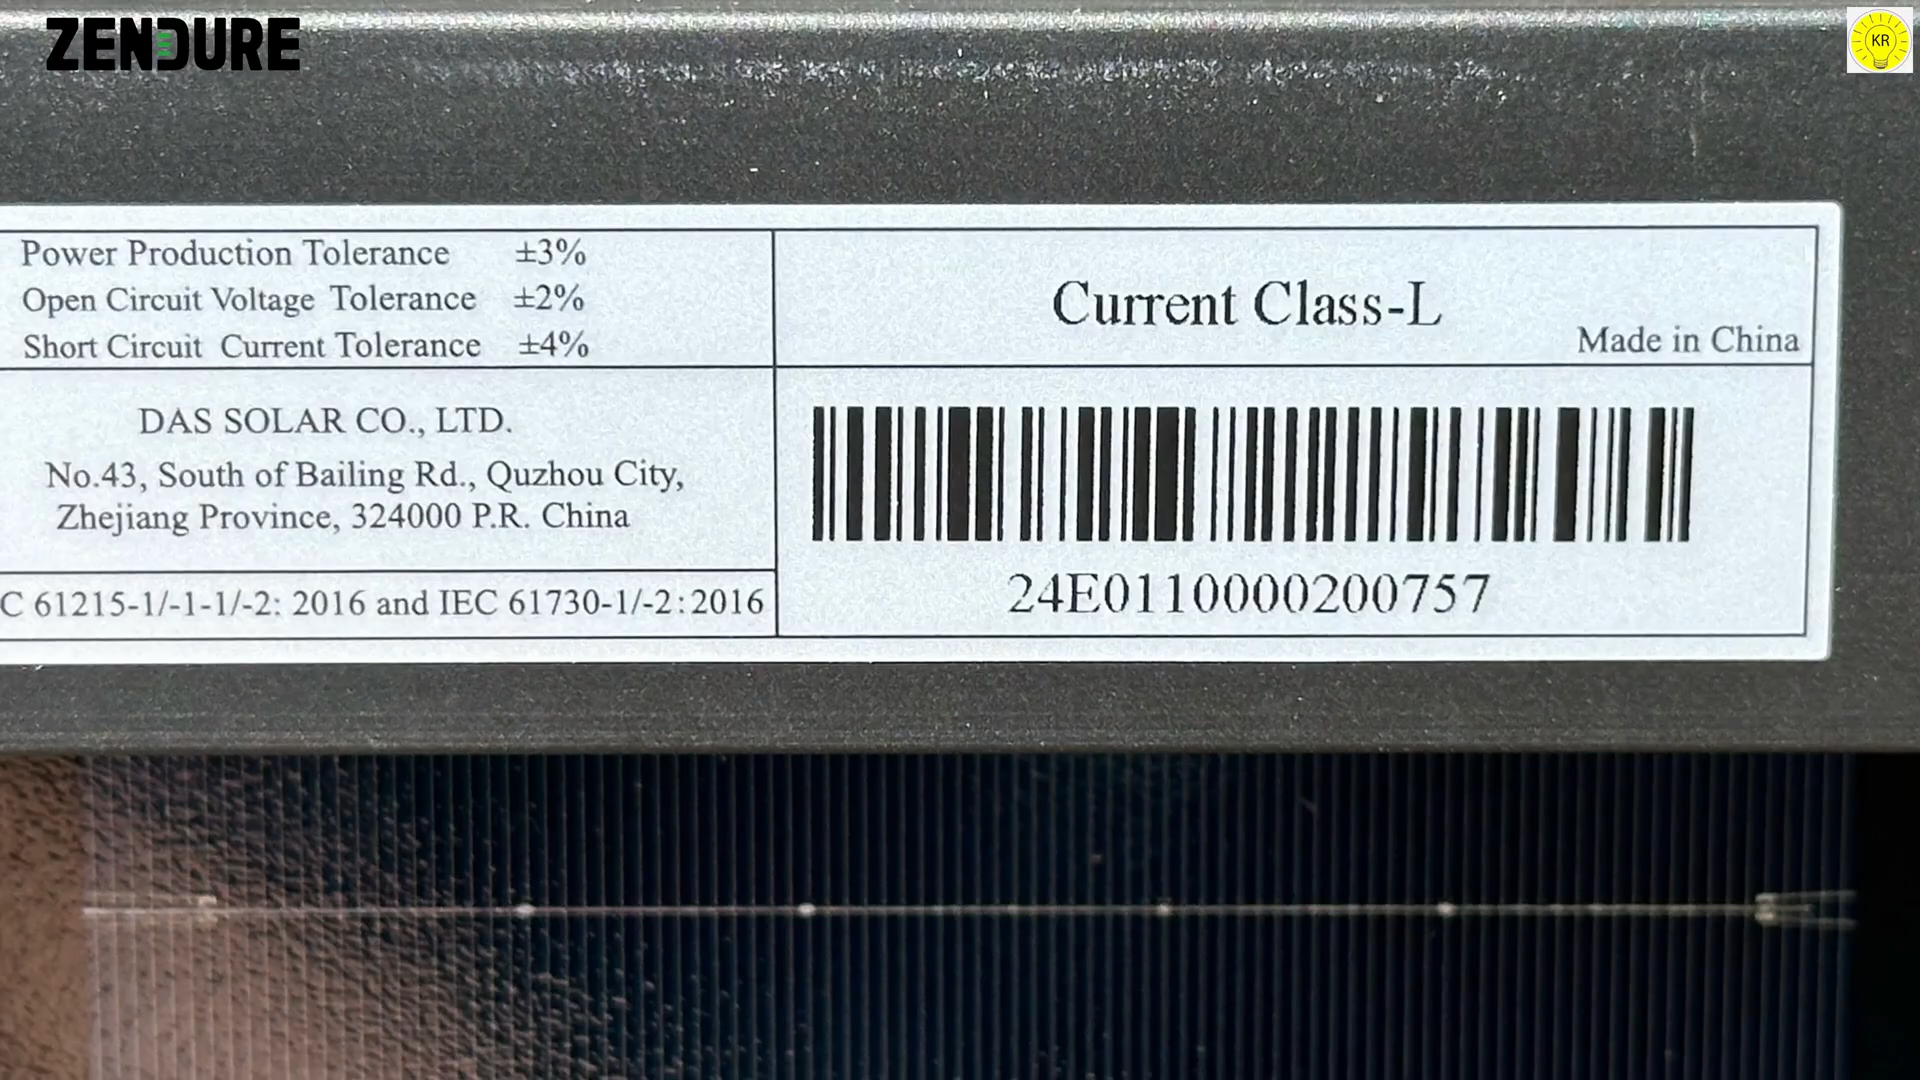 ZENDURE
KR
Power Production Tolerance ±3%
Open Circuit Voltage Tolerance ±2%
Short Circuit Current Tolerance ±4%
Current Class-L
Made in China
DAS SOLAR CO., LTD.
No.43, South of Bailing Rd., Quzhou City,
Zhejiang Province, 324000 P.R. China
C 61215-1/-1-1/-2: 2016 and IEC 61730-1/-2:2016
24E0110000200757